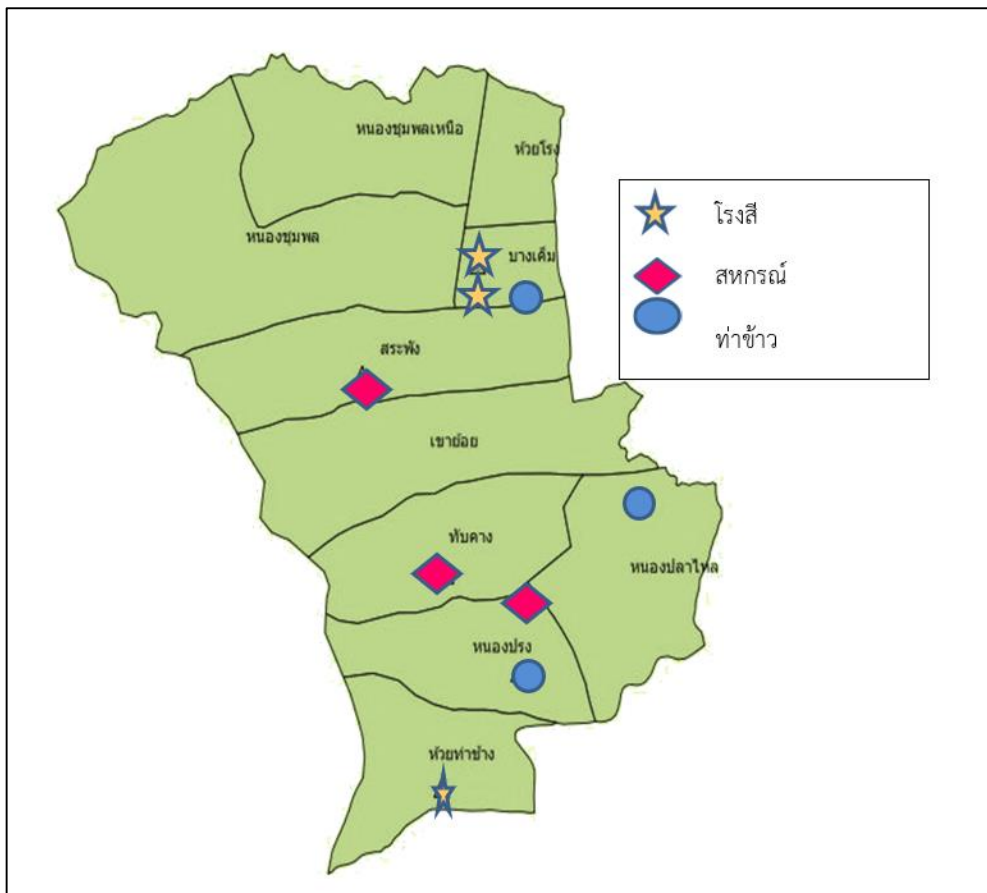 หนองชุมพลเหนือ
ห้วยโรง
หนองชุมพล
บางเค็ม
โรงสี
สหกรณ์
ท่าข้าว
สระพัง
เขาย้อย
ทับคาง
หนองปลาไหล
หนองปรง
ห้วยท่าช้าง